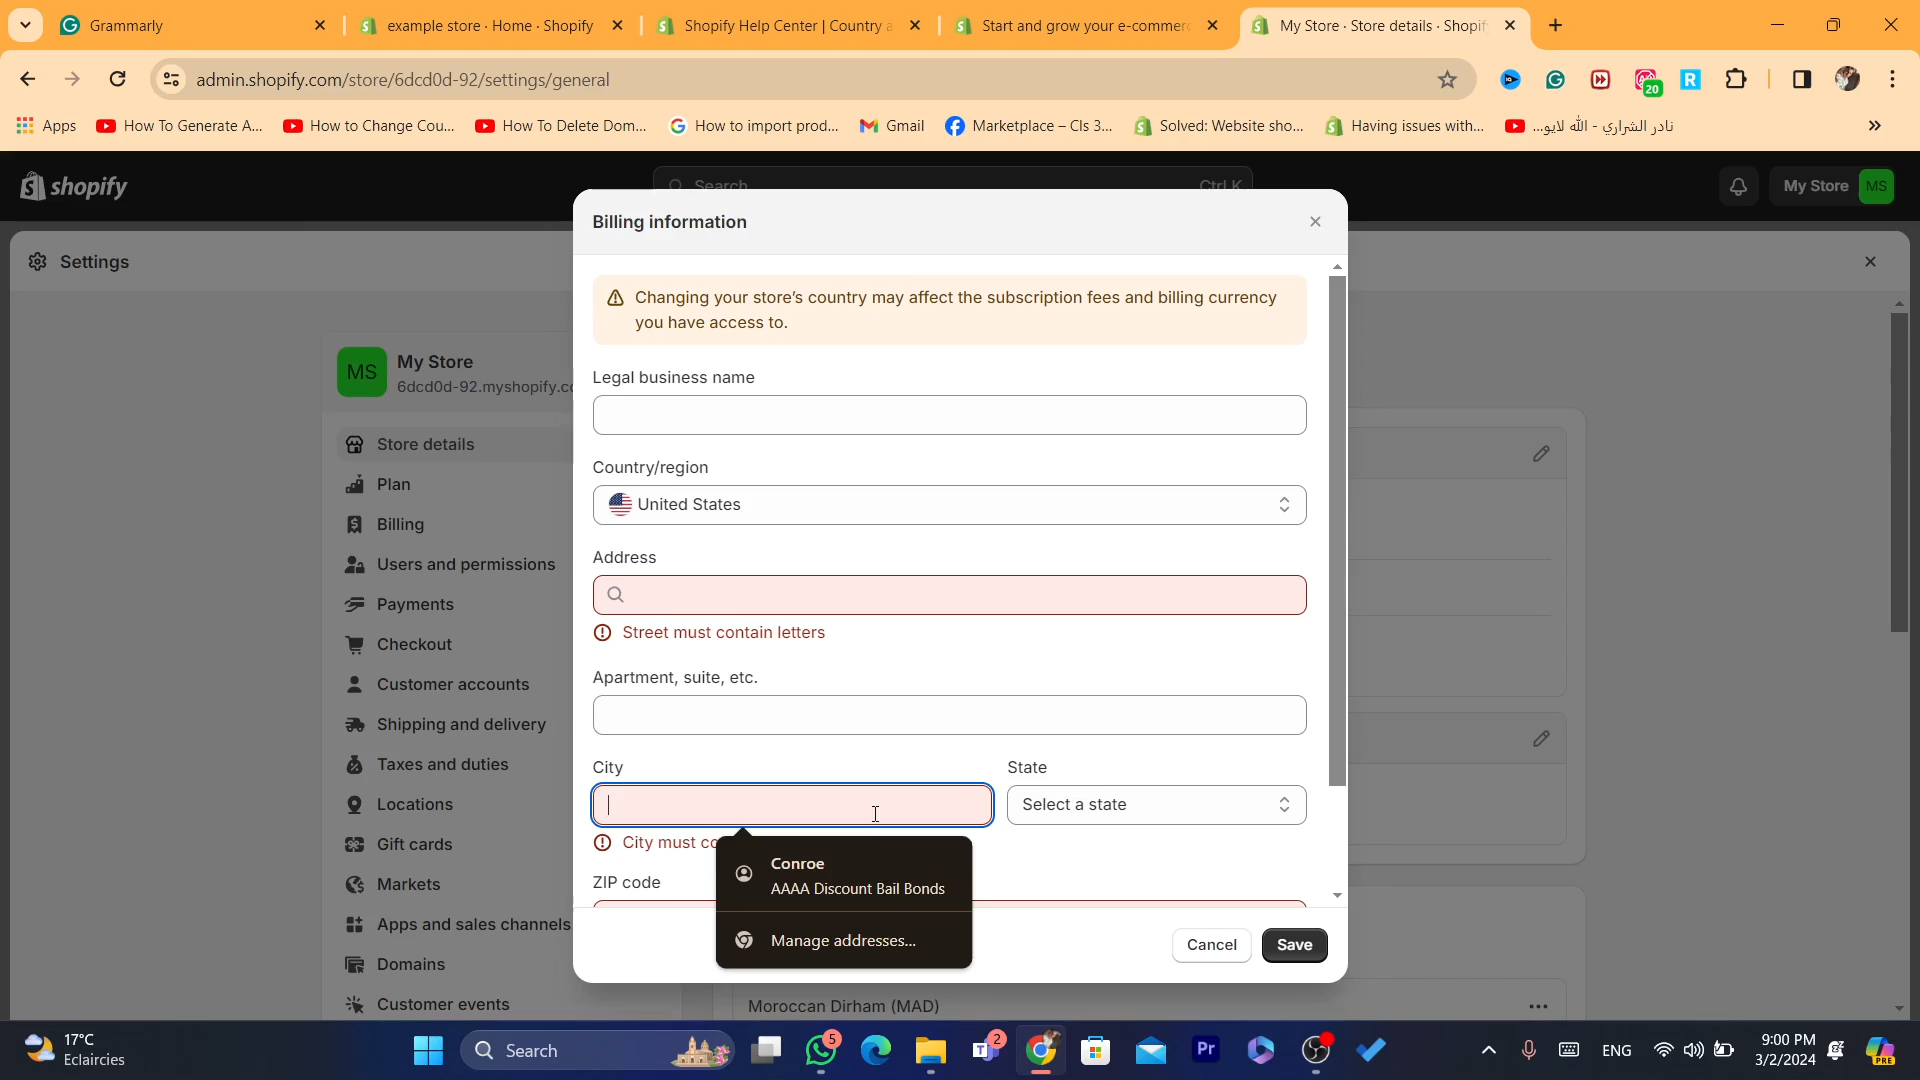 Grammarly
example store · Home · Shopify
Shopify Help Center | Country a
Start and grow your e-commerc
My Store · Store details · Shopif
admin.shopify.com/store/6dcd0d-92/settings/general
20
Apps
How To Generate A...
How to Change Cou...
How To Delete Dom...
How to import prod...
Gmail
Marketplace – Cls 3...
Solved: Website sho...
Having issues with...
نادر الشراري - الله لايو...
shopify
Search
Ctrl K
My Store
MS
Settings
MS
My Store
6dcd0d-92.myshopify.co
Store details
Plan
Billing
Users and permissions
Payments
Checkout
Customer accounts
Shipping and delivery
Taxes and duties
Locations
Gift cards
Markets
Apps and sales channels
Domains
Customer events
Billing information
Changing your store's country may affect the subscription fees and billing currency
you have access to.
Legal business name
Country/region
United States
Address
Street must contain letters
Apartment, suite, etc.
City
State
Select a state
City must co
Conroe
AAAA Discount Bail Bonds
Manage addresses...
ZIP code
Cancel
Save
Moroccan Dirham (MAD)
17°C
Eclaircies
Search
5
2
Pr
ENG
9:00 PM
3/2/2024
PRE